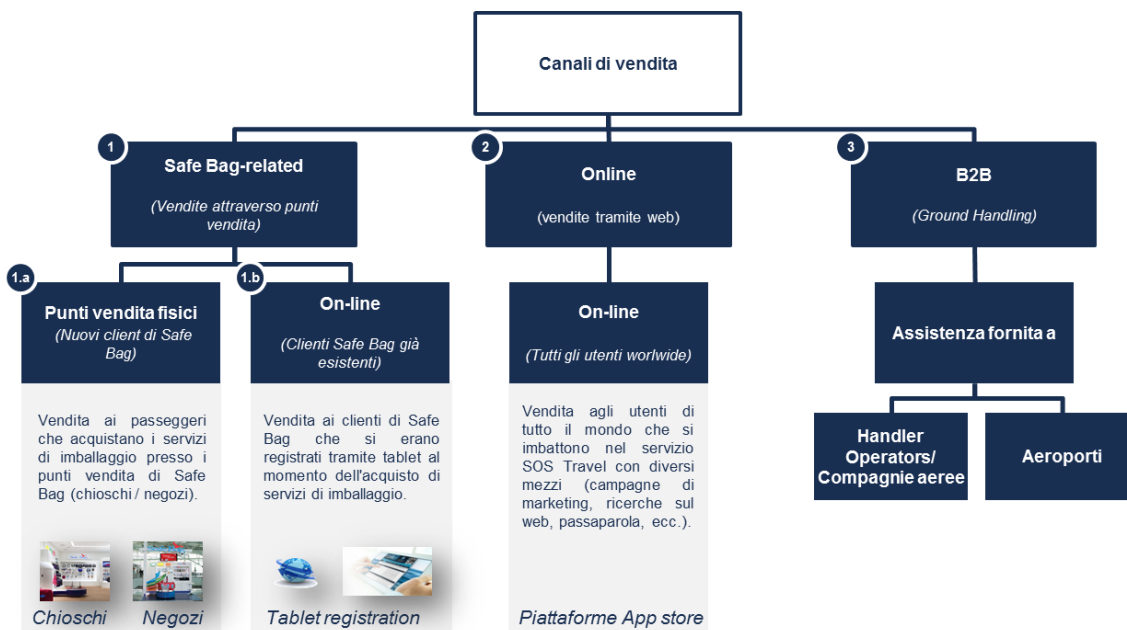 Canali di vendita
1
Safe Bag-related
(Vendite attraverso punti
vendita)
2
Online
(vendite tramite web)
3
B2B
(Ground Handling)
1.a
Punti vendita fisici
(Nuovi client di Safe
Bag)
1.b
On-line
(Clienti Safe Bag già
esistenti)
On-line
(Tutti gli utenti worlwide)
Assistenza fornita a
Vendita ai passeggeri
che acquistano i servizi
di imballaggio presso i
punti vendita di Safe
Bag (chioschi / negozi).
Vendita ai clienti di Safe
Bag che si erano
registrati tramite tablet al
momento dell'acquisto di
servizi di imballaggio.
Vendita agli utenti di
tutto il mondo che si
imbattono nel servizio
SOS Travel con diversi
mezzi (campagne di
marketing, ricerche sul
web, passaparola, ecc.).
Handler
Operators/
Compagnie aeree
Aeroporti
Chioschi
Negozi
Tablet registration
Piattaforme App store